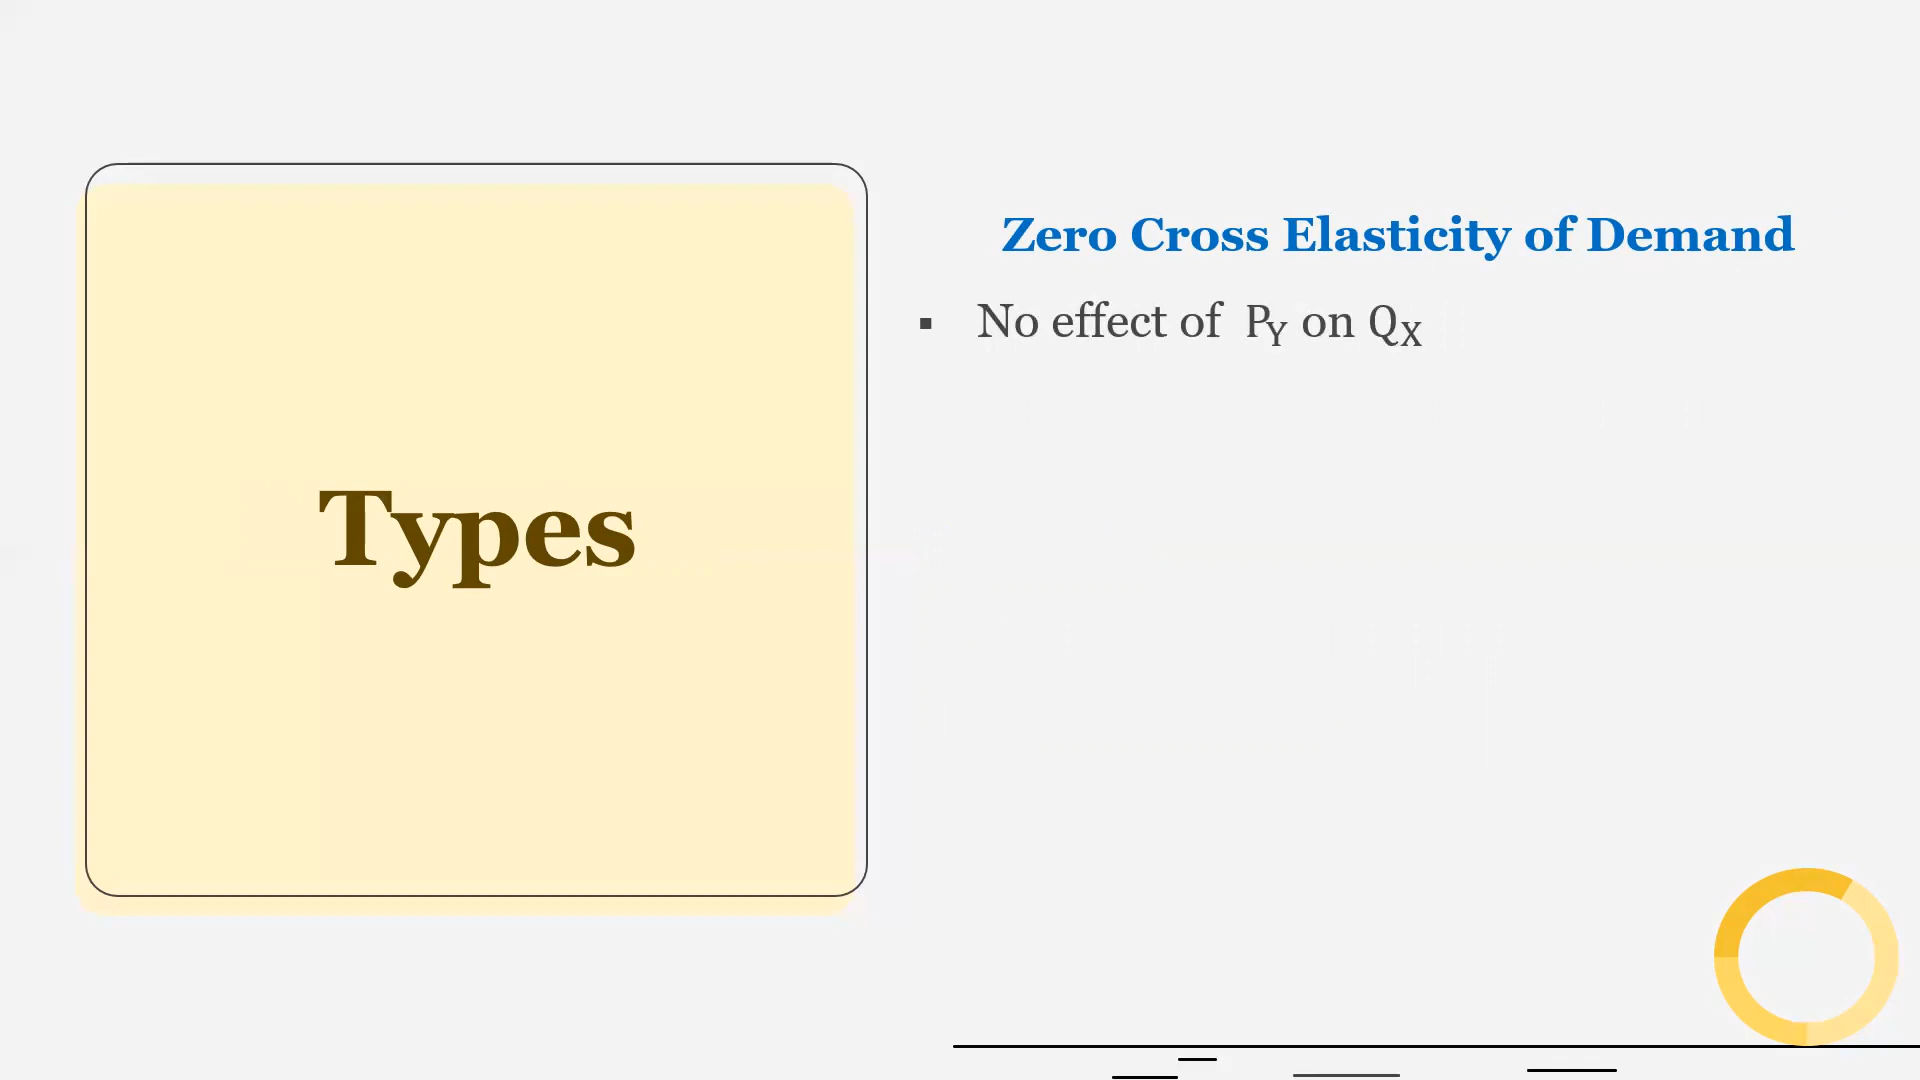 Types
Zero Cross Elasticity of Demand
▪ No effect of P_Y on Q_X